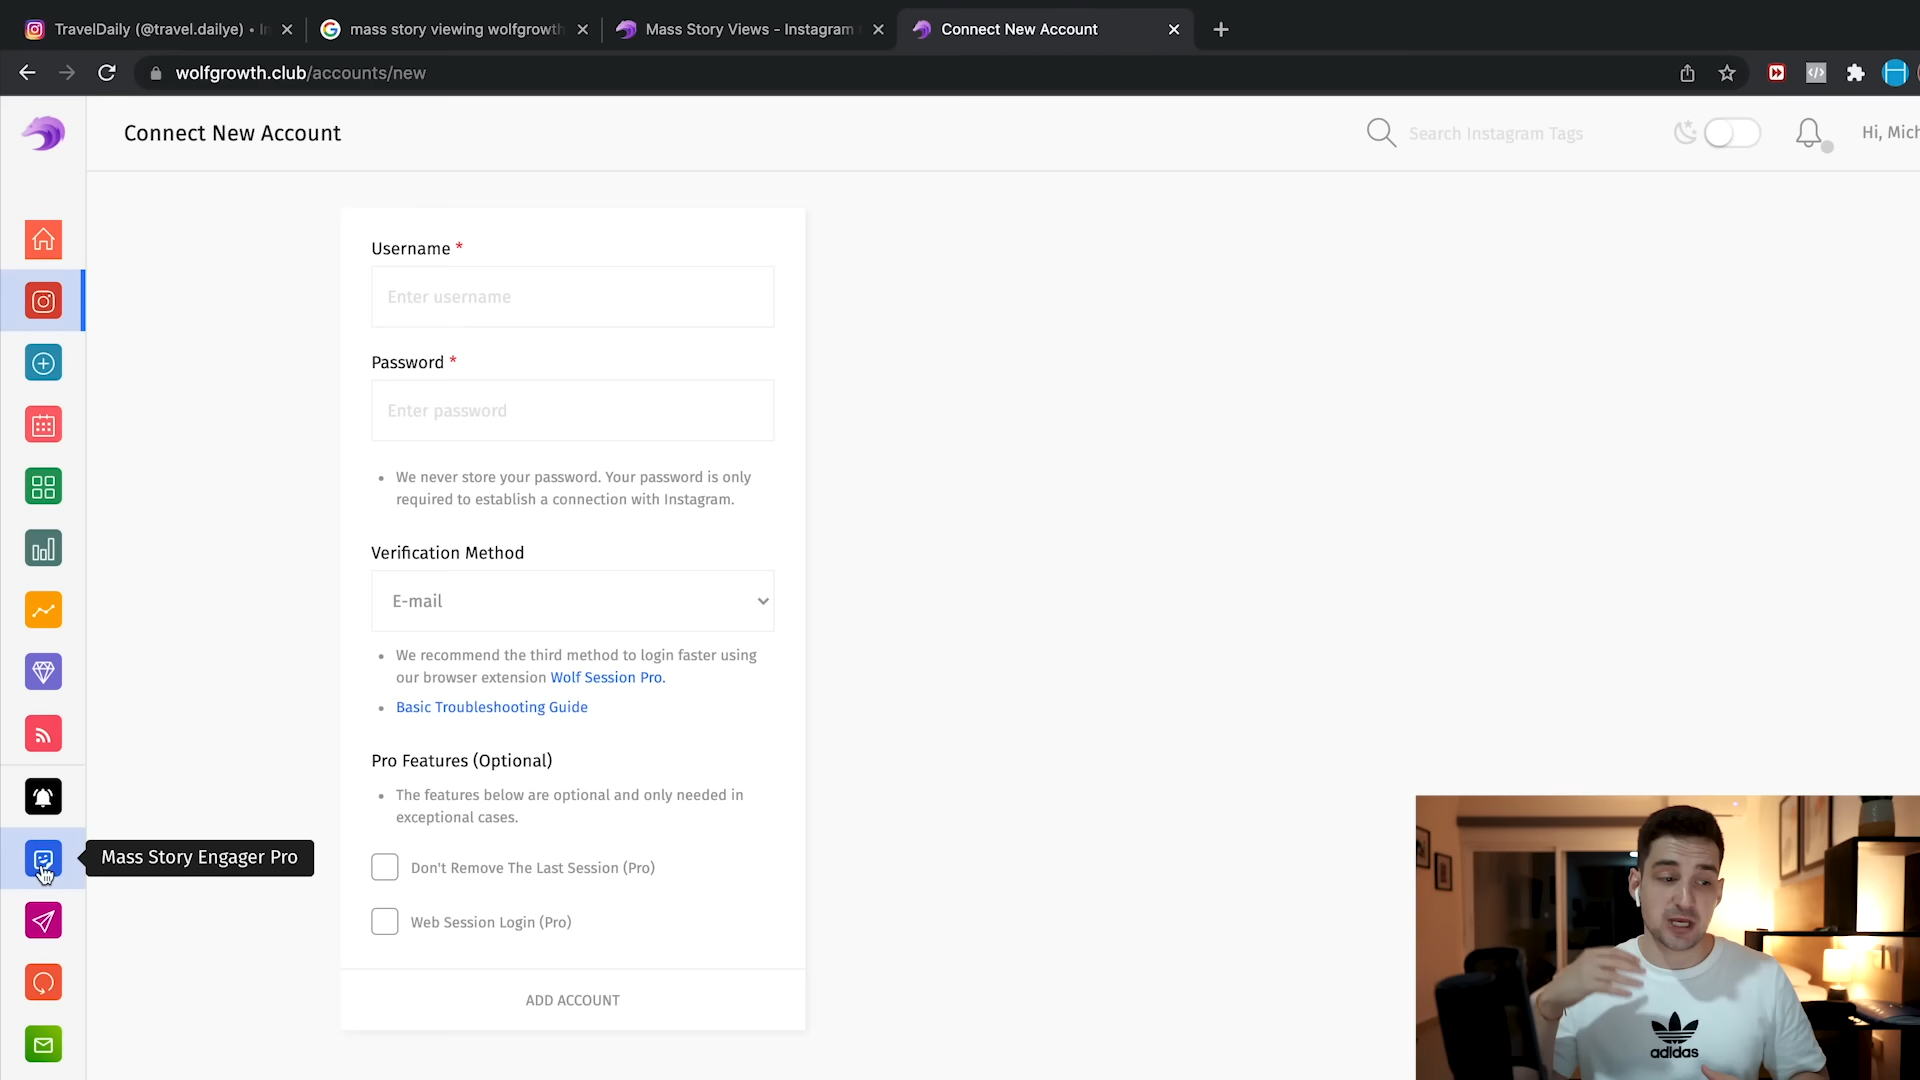 TravelDaily (@travel.dailye) • I
mass story viewing wolfgrowth
Mass Story Views - Instagram
Connect New Account
wolfgrowth.club/accounts/new
Connect New Account
Search Instagram Tags
Hi, Mich
Username *
Enter username
Password *
Enter password
• We never store your password. Your password is only
required to establish a connection with Instagram.
Verification Method
E-mail
• We recommend the third method to login faster using
our browser extension Wolf Session Pro.
• Basic Troubleshooting Guide
Pro Features (Optional)
• The features below are optional and only needed in
exceptional cases.
Mass Story Engager Pro
Don't Remove The Last Session (Pro)
Web Session Login (Pro)
ADD ACCOUNT
adidas